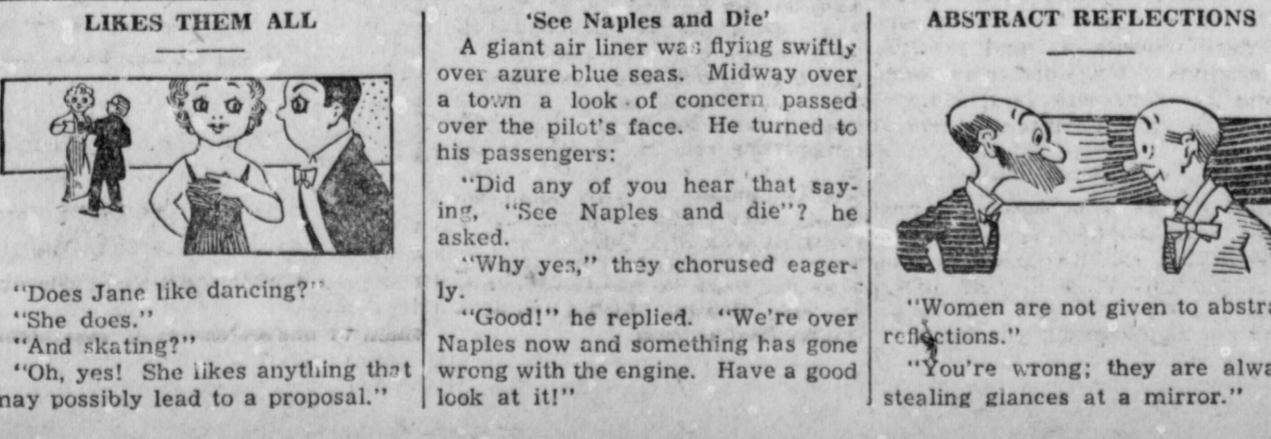 LIKES THEM ALL
"Does Jane like dancing?"
"She does."
"And skating?"
"Oh, yes! She likes anything that
may possibly lead to a proposal."
'See Naples and Die'
A giant air liner was flying swiftly
over azure blue seas. Midway over
a town a look of concern passed
over the pilot's face. He turned to
his passengers:
"Did any of you hear that say-
ing, "See Naples and die"? he
asked.
"Why yes," they chorused eager-
ly.
"Good!" he replied. "We're over
Naples now and something has gone
wrong with the engine. Have a good
look at it!"
ABSTRACT REFLECTIONS
"Women are not given to abstra
reflections."
"You're wrong; they are alwa
stealing glances at a mirror."